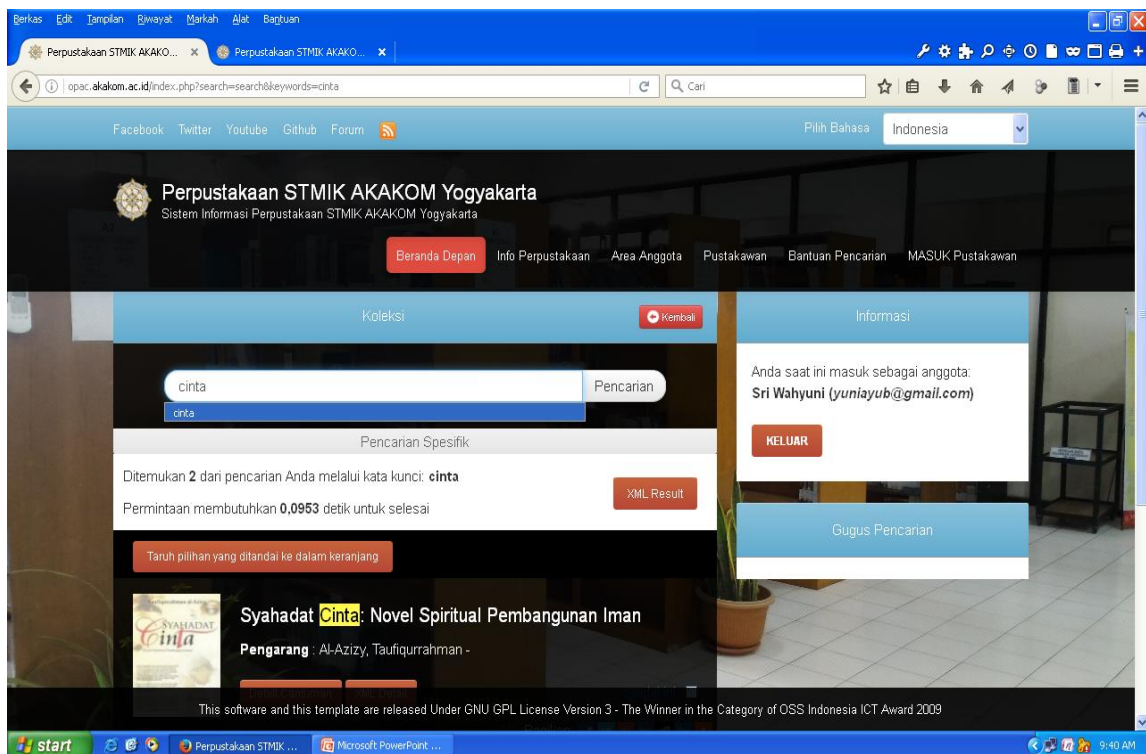 Berkas Edit Tampilan Riwayat Markah Alat Bantuan
Perpustakaan STMIK AKAKO... Perpustakaan STMIK AKAKO...
opac.akakom.ac.id/index.php?search=search&keywords=cinta Cari
Facebook Twitter Youtube Github Forum Pilih Bahasa Indonesia
Perpustakaan STMIK AKAKOM Yogyakarta
Sistem Informasi Perpustakaan STMIK AKAKOM Yogyakarta
Beranda Depan Info Perpustakaan Area Anggota Pustakawan Bantuan Pencarian MASUK Pustakawan
Koleksi Kembali
cinta Pencarian
cinta
Pencarian Spesifik
Ditemukan 2 dari pencarian Anda melalui kata kunci: cinta
Permintaan membutuhkan 0,0953 detik untuk selesai
XML Result
Taruh pilihan yang ditandai ke dalam keranjang
SYAHADAT
Cinta
Syahadat Cinta: Novel Spiritual Pembangunan Iman
Pengarang : Al-Azizy, Taufiqurrahman -
Informasi
Anda saat ini masuk sebagai anggota:
Sri Wahyuni (yuniayub@gmail.com)
KELUAR
Gugus Pencarian
This software and this template are released Under GNU GPL License Version 3 - The Winner in the Category of OSS Indonesia ICT Award 2009
start Perpustakaan STMIK ... Microsoft PowerPoint ... 9:40 AM